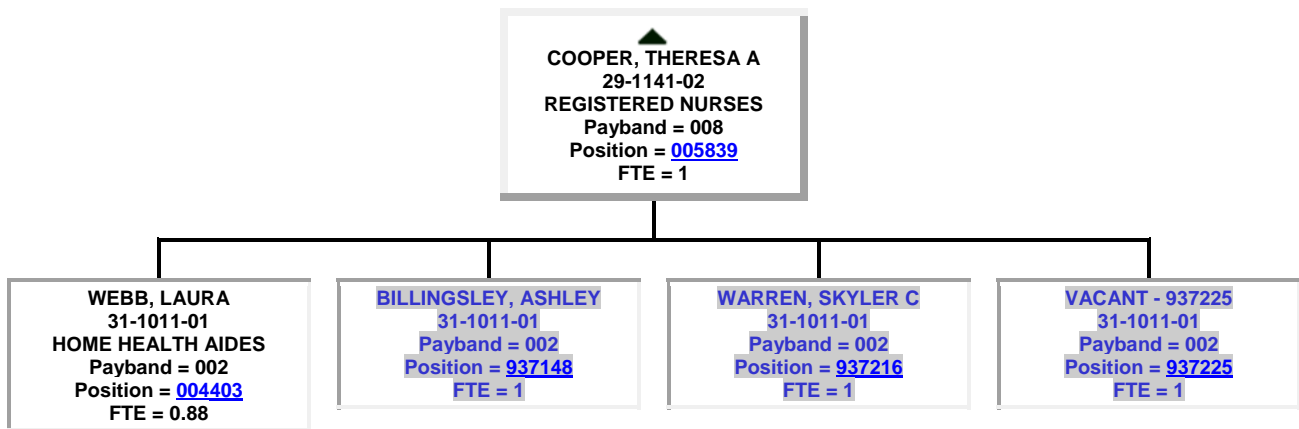 COOPER, THERESA A
29-1141-02
REGISTERED NURSES
Payband = 008
Position = 005839
FTE = 1
WEBB, LAURA
31-1011-01
HOME HEALTH AIDES
Payband = 002
Position = 004403
FTE = 0.88
BILLINGSLEY, ASHLEY
31-1011-01
Payband = 002
Position = 937148
FTE = 1
WARREN, SKYLER C
31-1011-01
Payband = 002
Position = 937216
FTE = 1
VACANT - 937225
31-1011-01
Payband = 002
Position = 937225
FTE = 1